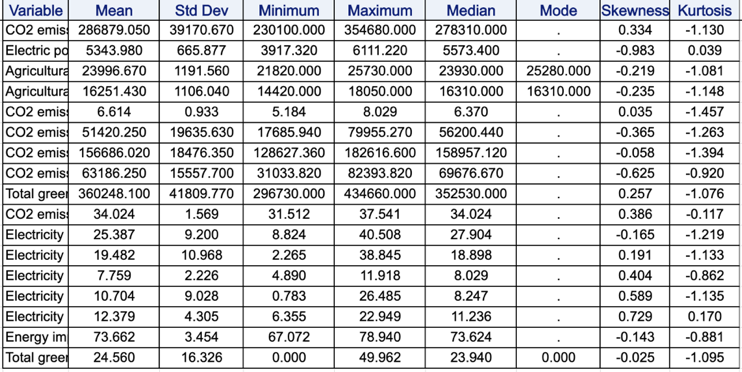 Variable Mean Std Dev Minimum Maximum Median Mode Skewness Kurtosis
CO2 emiss 286879.050 39170.670 230100.000 354680.000 278310.000 . 0.334 -1.130
Electric po 5343.980 665.877 3917.320 6111.220 5573.400 . -0.983 0.039
Agricultura 23996.670 1191.560 21820.000 25730.000 23930.000 25280.000 -0.219 -1.081
Agricultura 16251.430 1106.040 14420.000 18050.000 16310.000 16310.000 -0.235 -1.148
CO2 emiss 6.614 0.933 5.184 8.029 6.370 . 0.035 -1.457
CO2 emiss 51420.250 19635.630 17685.940 79955.270 56200.440 . -0.365 -1.263
CO2 emiss 156686.020 18476.350 128627.360 182616.600 158957.120 . -0.058 -1.394
CO2 emiss 63186.250 15557.700 31033.820 82393.820 69676.670 . -0.625 -0.920
Total green 360248.100 41809.770 296730.000 434660.000 352530.000 . 0.257 -1.076
CO2 emiss 34.024 1.569 31.512 37.541 34.024 . 0.386 -0.117
Electricity 25.387 9.200 8.824 40.508 27.904 . -0.165 -1.219
Electricity 19.482 10.968 2.265 38.845 18.898 . 0.191 -1.133
Electricity 7.759 2.226 4.890 11.918 8.029 . 0.404 -0.862
Electricity 10.704 9.028 0.783 26.485 8.247 . 0.589 -1.135
Electricity 12.379 4.305 6.355 22.949 11.236 . 0.729 0.170
Energy im 73.662 3.454 67.072 78.940 73.624 . -0.143 -0.881
Total green 24.560 16.326 0.000 49.962 23.940 0.000 -0.025 -1.095